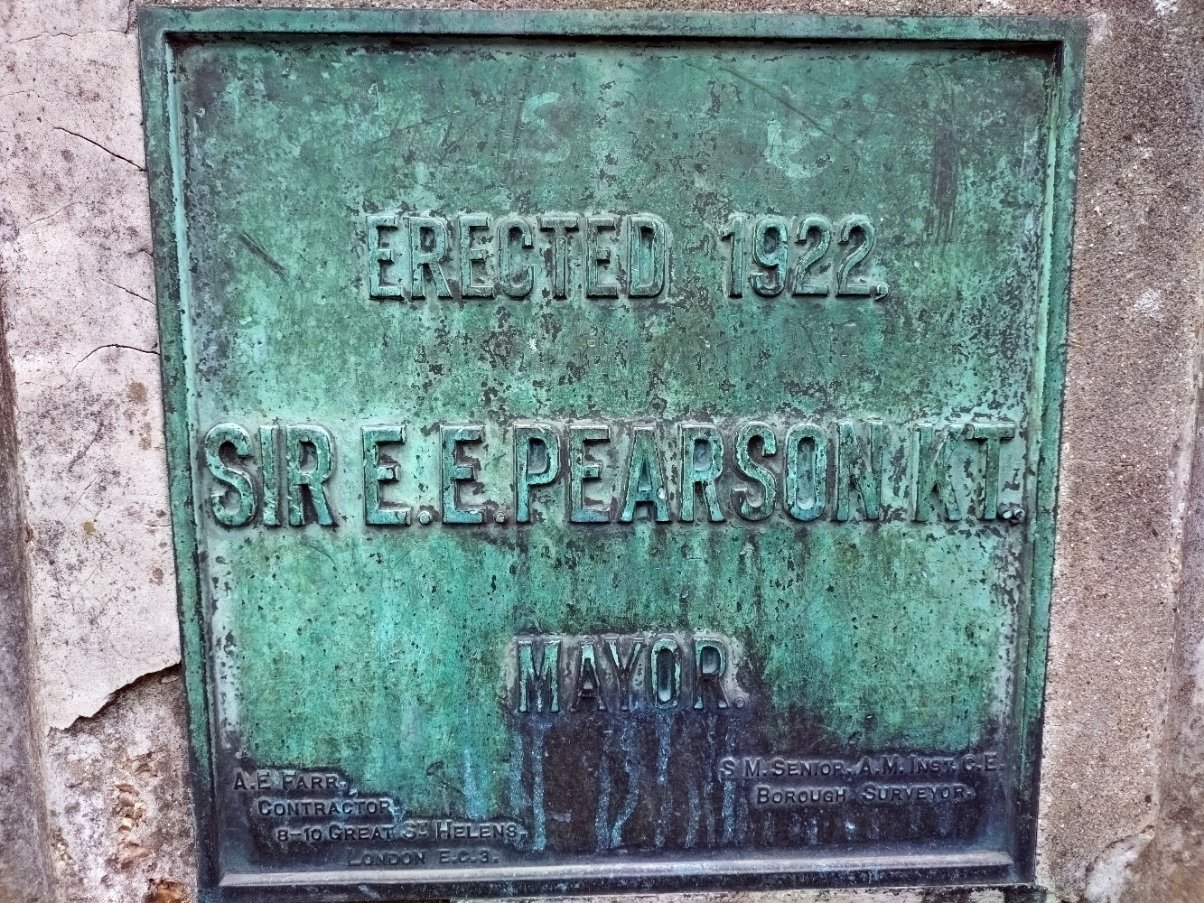 ERECTED 1922.
SIR E.E. PEARSON KT.
MAYOR.
A.E FARR,
CONTRACTOR,
8-10 GREAT ST HELENS,
LONDON E.C.3.
S M. SENIOR, A.M. INST. C.E.
BOROUGH SURVEYOR.